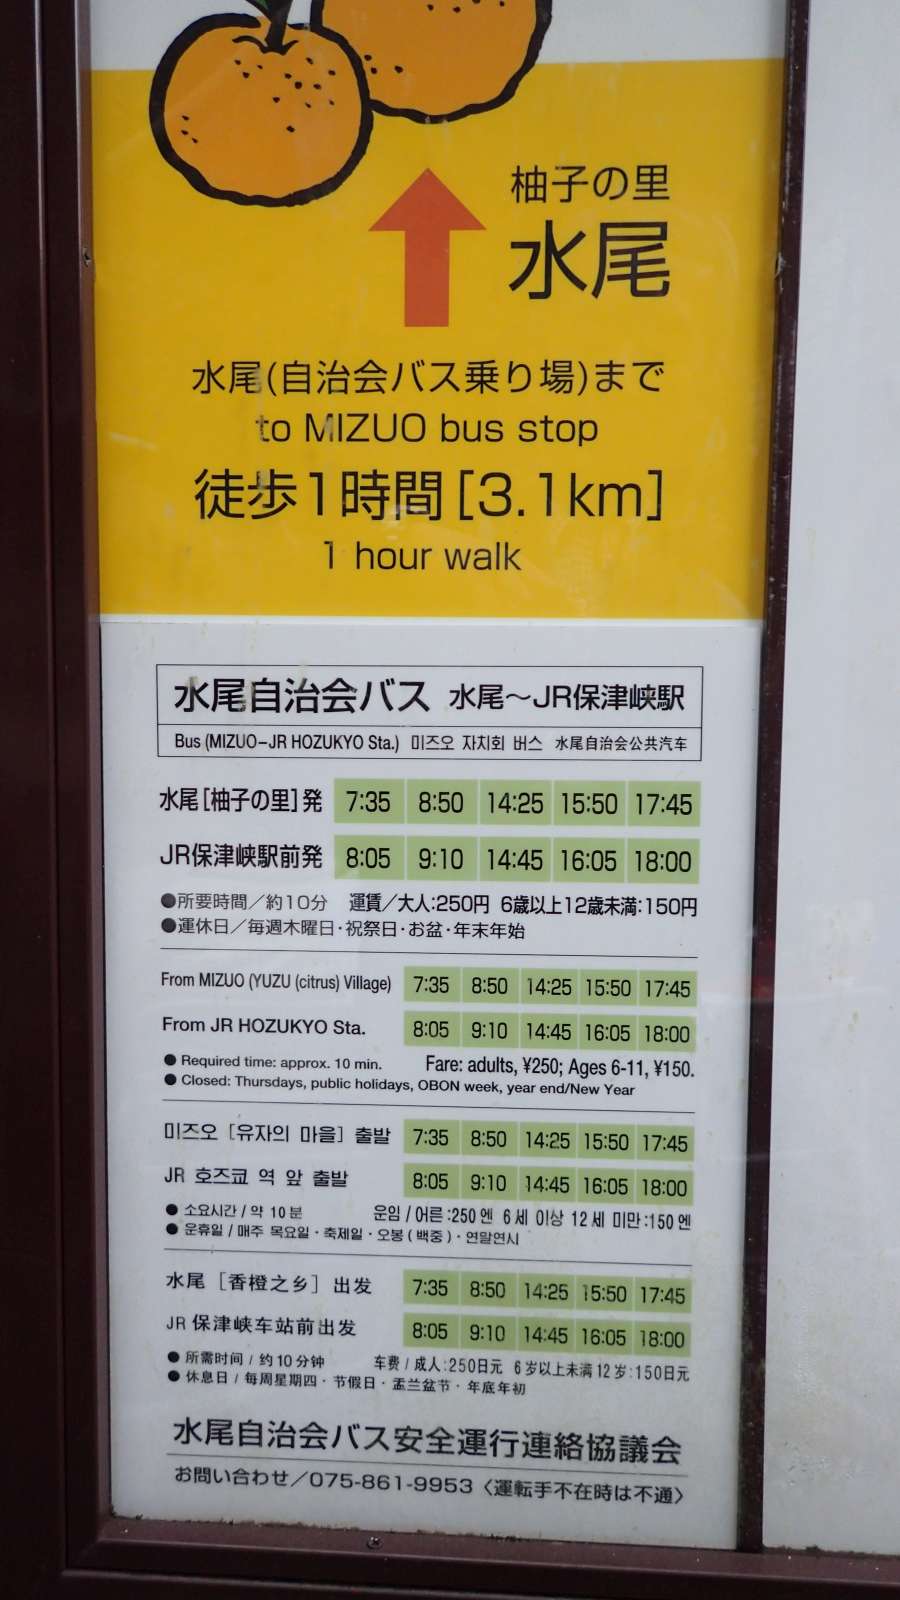 柚子の里
水尾
水尾(自治会バス乗り場)まで
to MIZUO bus stop
徒歩1時間[3.1km]
1 hour walk
水尾自治会バス 水尾～JR保津峡駅
Bus (MIZUO-JR HOZUKYO Sta.) 미즈오 자치회 버스 水尾自治会公共汽车
水尾[柚子の里]発 7:35 8:50 14:25 15:50 17:45
JR保津峡駅前発 8:05 9:10 14:45 16:05 18:00
●所要時間／約10分 運賃／大人:250円 6歳以上12歳未満:150円
●運休日／毎週木曜日・祝祭日・お盆・年末年始
From MIZUO (YUZU (citrus) Village) 7:35 8:50 14:25 15:50 17:45
From JR HOZUKYO Sta. 8:05 9:10 14:45 16:05 18:00
● Required time: approx. 10 min. Fare: adults, ¥250; Ages 6-11, ¥150.
● Closed: Thursdays, public holidays, OBON week, year end/New Year
미즈오 [유자의 마을] 출발 7:35 8:50 14:25 15:50 17:45
JR 호즈쿄 역 앞 출발 8:05 9:10 14:45 16:05 18:00
● 소요시간 / 약 10분 운임 / 어른:250엔 6세 이상 12세 미만:150엔
● 운휴일 / 매주 목요일・축제일・오봉(백중)・연말연시
水尾 [香橙之乡] 出发 7:35 8:50 14:25 15:50 17:45
JR 保津峡车站前出发 8:05 9:10 14:45 16:05 18:00
● 所需时间 / 约10分钟 车费 / 成人:250日元 6岁以上未满12岁:150日元
● 休息日 / 每周星期四・节假日・盂兰盆节・年底年初
水尾自治会バス安全運行連絡協議会
お問い合わせ／075-861-9953〈運転手不在時は不通〉